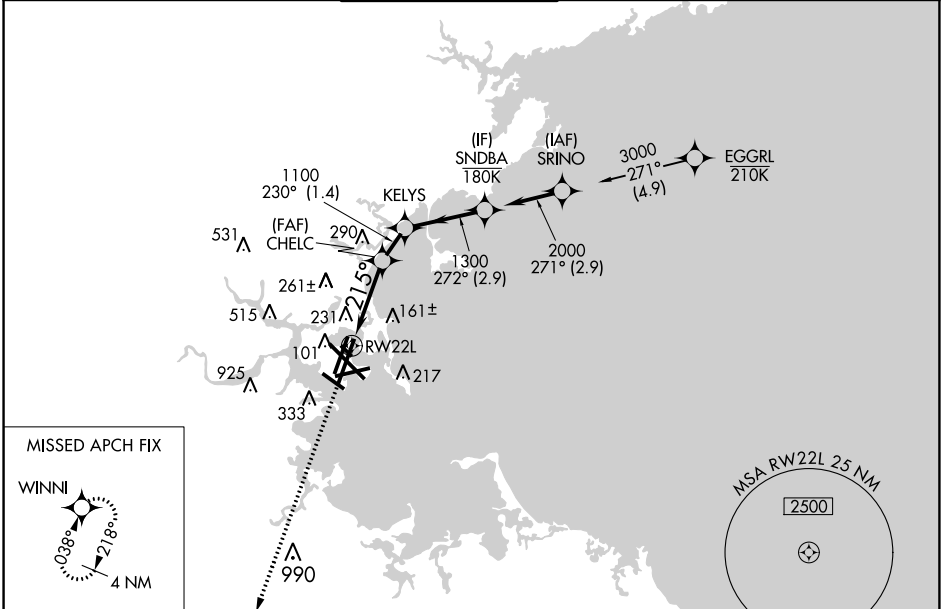 (IF)
SNDBA
180K
(IAF)
SRINO
3000
271°
(4.9)
EGGRL
210K
1100
230° (1.4)
KELYS
(FAF)
CHELC
290
531
1300
272° (2.9)
2000
271° (2.9)
215°
261±
515
231
161±
101
RW22L
925
217
333
MISSED APCH FIX
WINNI
038°
218°
4 NM
990
MSA RW22L 25 NM
2500